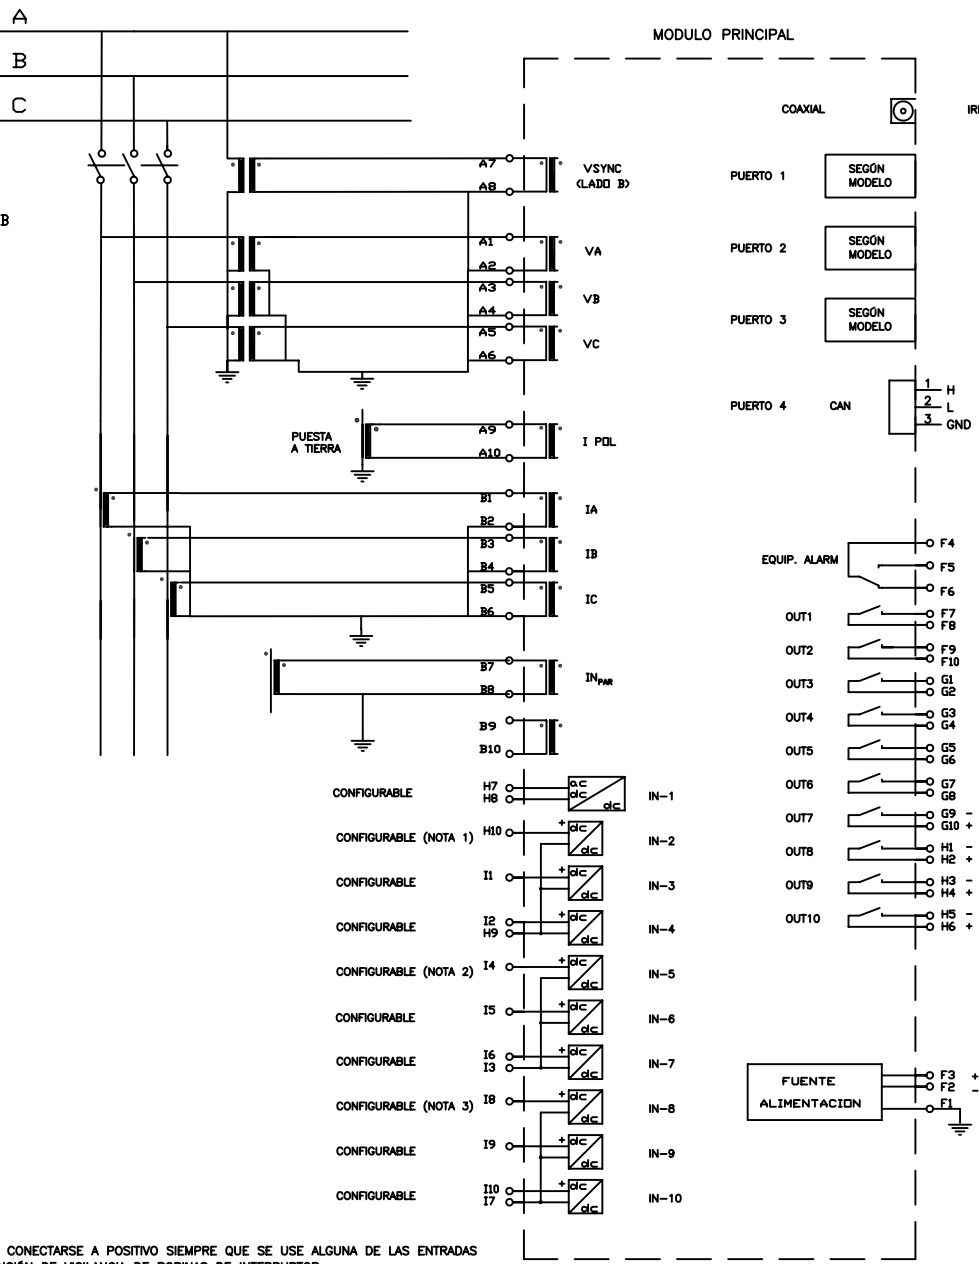 A
B
C
B
MODULO PRINCIPAL
COAXIAL
A7
A8
VSYNC
(LADO B)
PUERTO 1
SEGÚN
MODELO
A1
A2
VA
PUERTO 2
SEGÚN
MODELO
A3
A4
VB
A5
A6
VC
PUERTO 3
SEGÚN
MODELO
PUERTO 4
CAN
1 H
2 L
3 GND
PUESTA
A TIERRA
A9
A10
I POL
B1
B2
IA
B3
B4
IB
B5
B6
IC
B7
B8
IN PAR
B9
B10
EQUIP. ALARM
F4
F5
F6
OUT1
F7
F8
OUT2
F9
F10
OUT3
G1
G2
OUT4
G3
G4
OUT5
G5
G6
OUT6
G7
G8
OUT7
G9 -
G10 +
OUT8
H1 -
H2 +
OUT9
H3 -
H4 +
OUT10
H5 -
H6 +
CONFIGURABLE
H7
H8
ac
dc
dc
IN-1
CONFIGURABLE (NOTA 1)
H10
+ dc
dc
IN-2
CONFIGURABLE
I1
+ dc
dc
IN-3
CONFIGURABLE
I2
H9
+ dc
dc
IN-4
CONFIGURABLE (NOTA 2)
I4
+ dc
dc
IN-5
CONFIGURABLE
I5
+ dc
dc
IN-6
CONFIGURABLE
I6
I3
+ dc
dc
IN-7
CONFIGURABLE (NOTA 3)
I8
+ dc
dc
IN-8
CONFIGURABLE
I9
+ dc
dc
IN-9
CONFIGURABLE
I10
I7
+ dc
dc
IN-10
FUENTE
ALIMENTACION
F3 +
F2 -
F1
CONECTARSE A POSITIVO SIEMPRE QUE SE USE ALGUNA DE LAS ENTRADAS
DE VIGILANCIA DE BOBINAS DE INTERRUPTOR